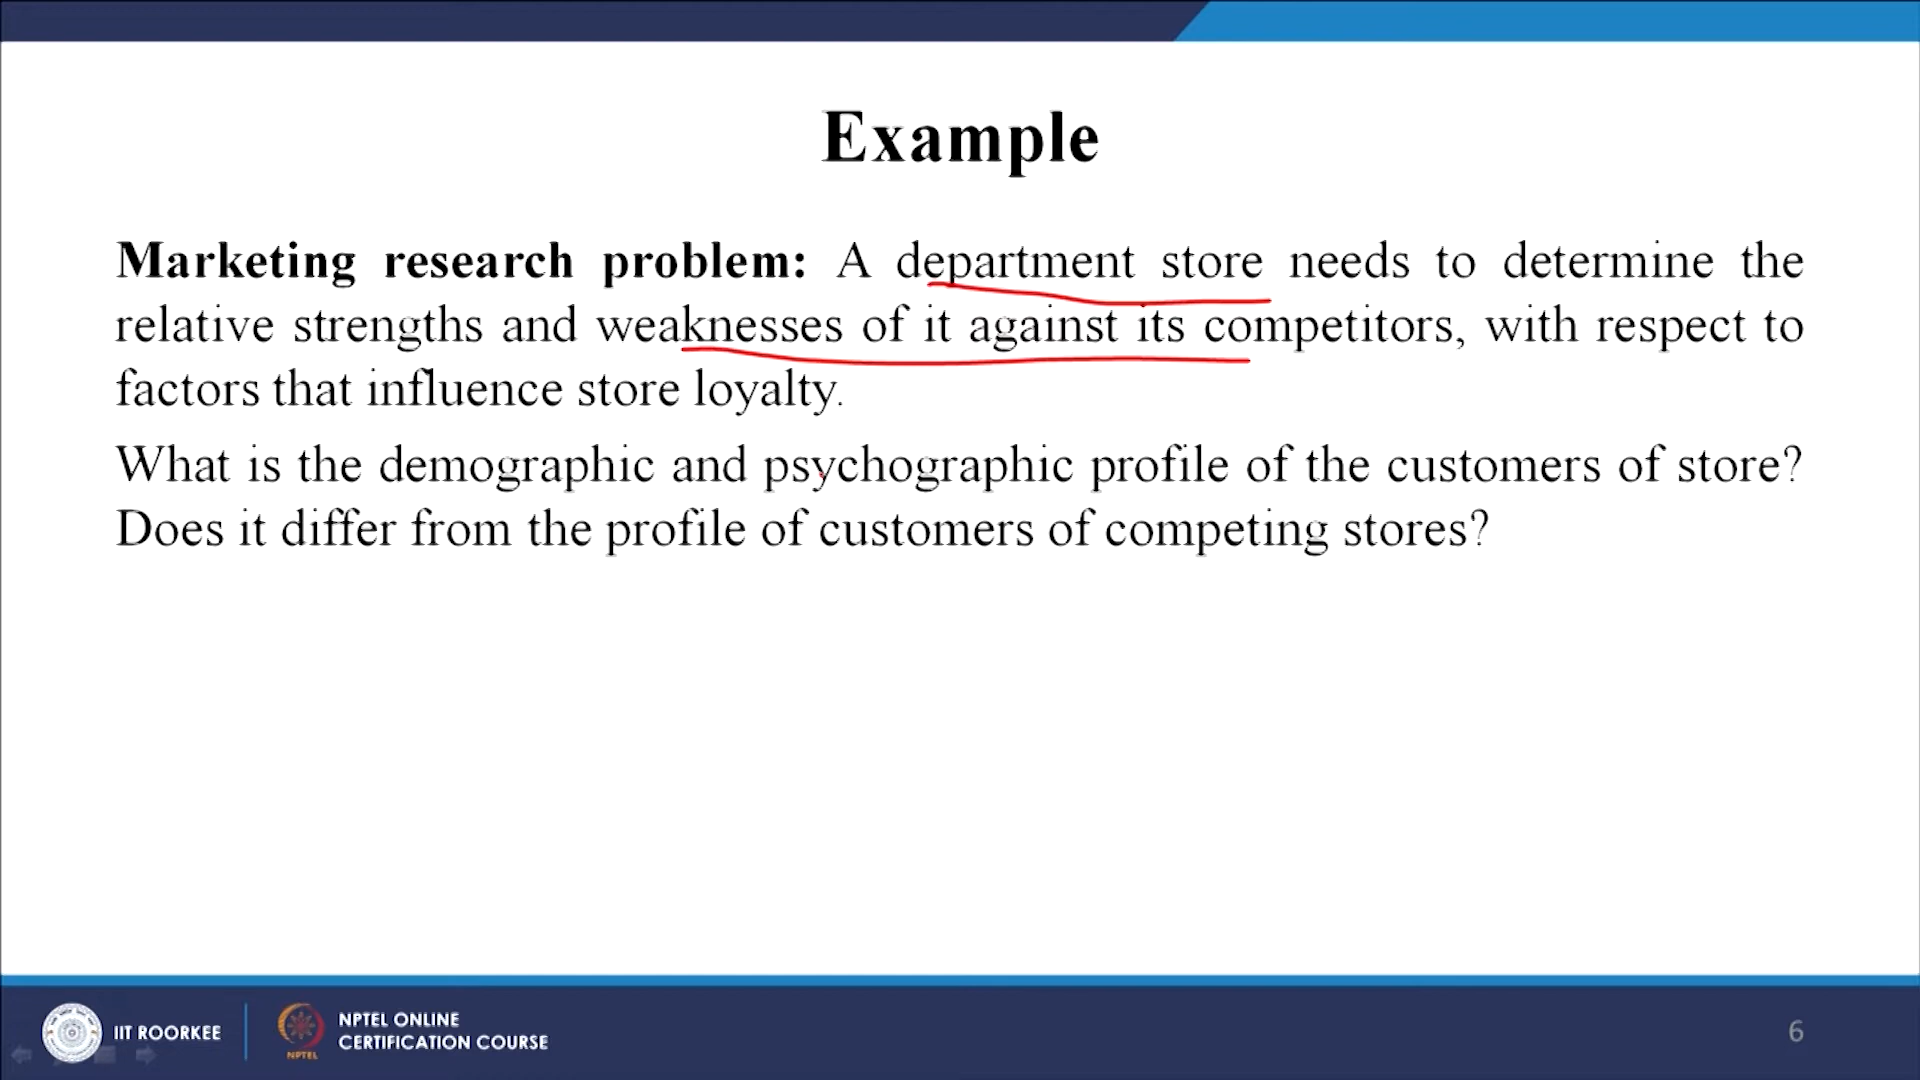 Example
Marketing research problem: A department store needs to determine the
relative strengths and weaknesses of it against its competitors, with respect to
factors that influence store loyalty.
What is the demographic and psychographic profile of the customers of store?
Does it differ from the profile of customers of competing stores?
IIT ROORKEE
NPTEL
NPTEL ONLINE
CERTIFICATION COURSE
6